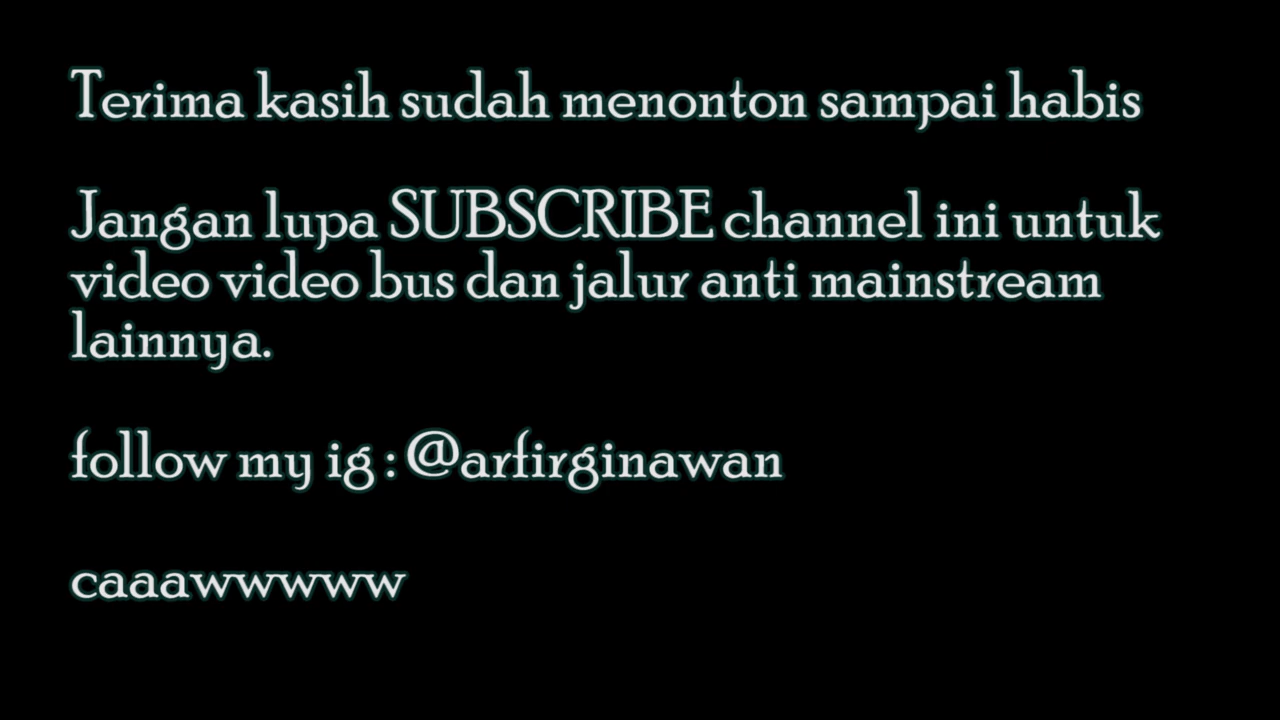 Terima kasih sudah menonton sampai habis
Jangan lupa SUBSCRIBE channel ini untuk
video video bus dan jalur anti mainstream
lainnya.
follow my ig : @arfirginawan
caaawwwww